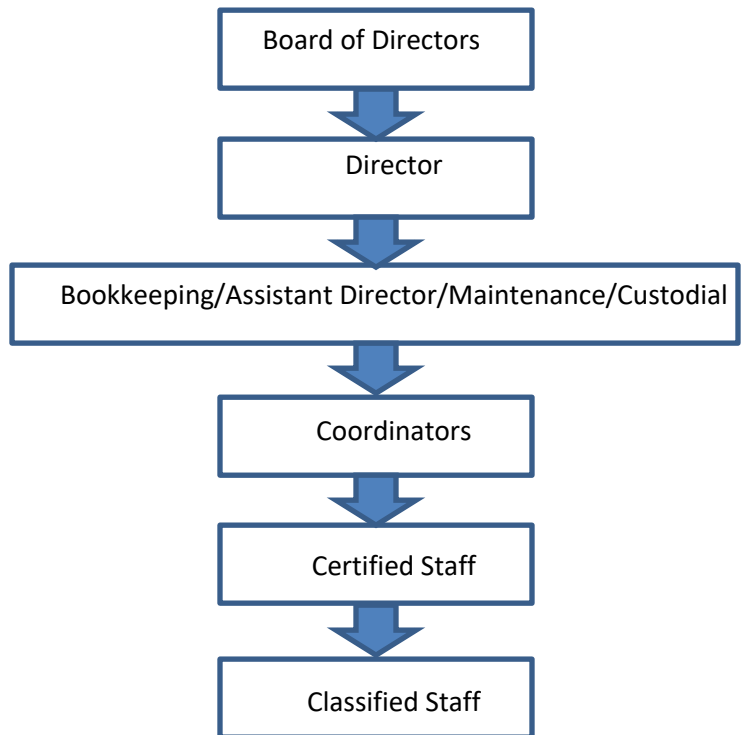 Board of Directors
Director
Bookkeeping/Assistant Director/Maintenance/Custodial
Coordinators
Certified Staff
Classified Staff